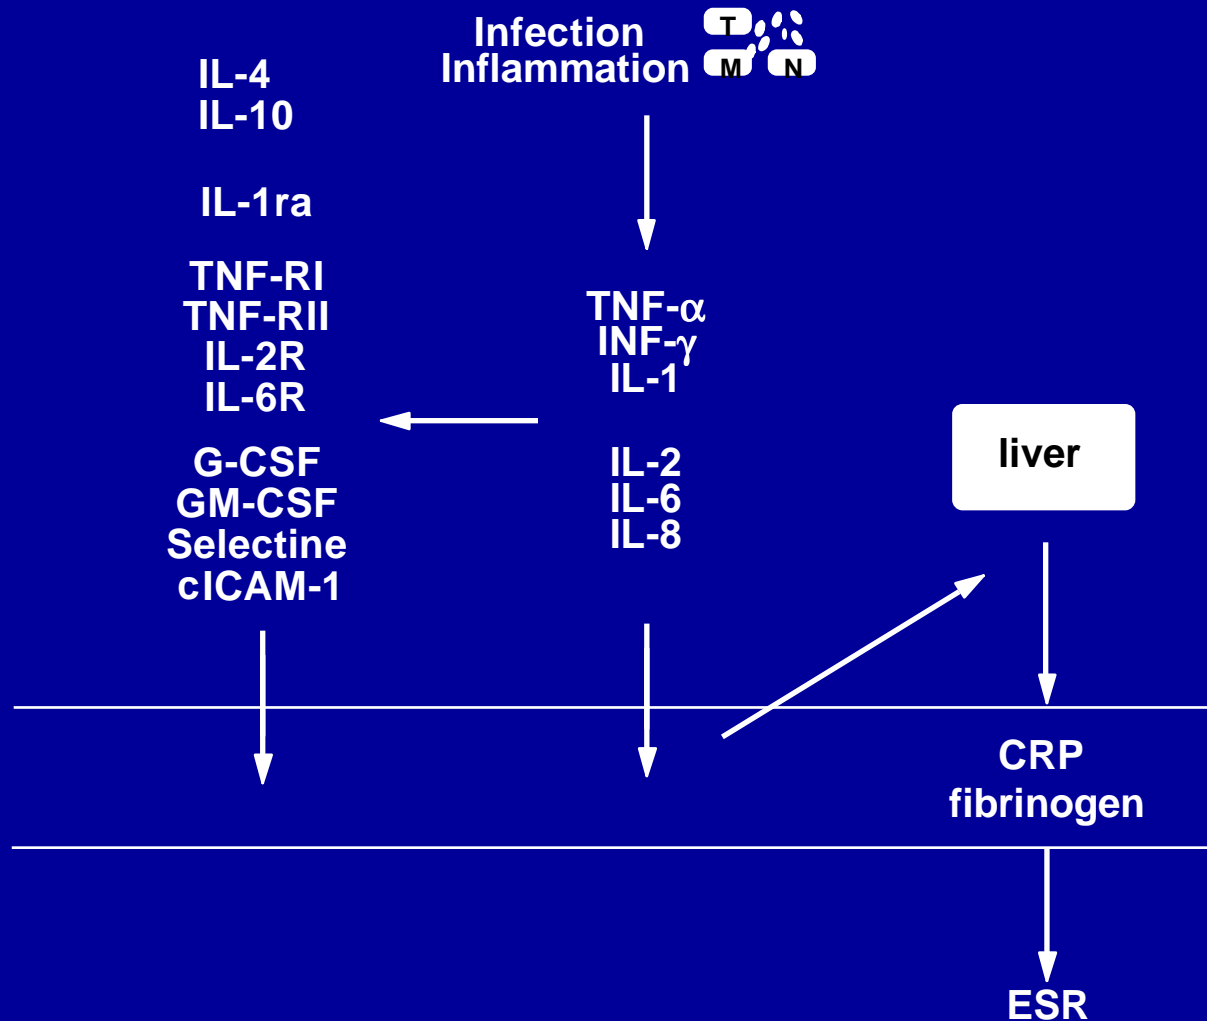 Infection
Inflammation
T
M N
IL-4
IL-10
IL-1ra
TNF-RI
TNF-RII
IL-2R
IL-6R
G-CSF
GM-CSF
Selectine
cICAM-1
TNF-α
INF-γ
IL-1
IL-2
IL-6
IL-8
liver
CRP
fibrinogen
ESR